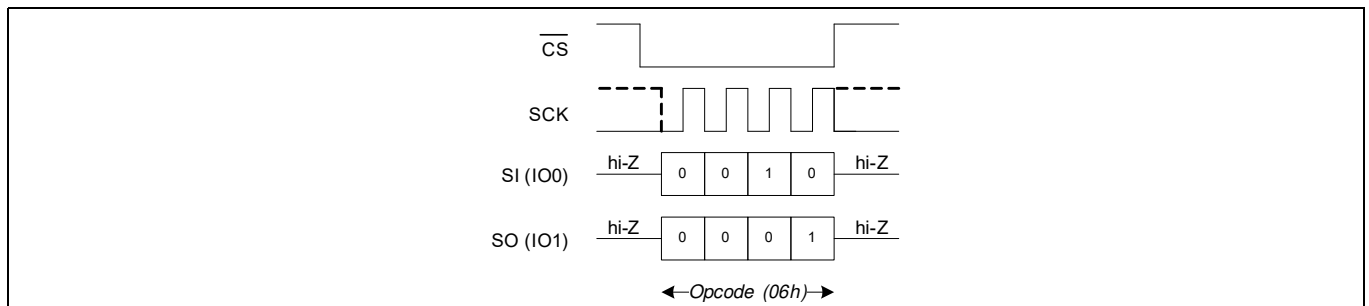 CS
SCK
SI (IO0) hi-Z 0 0 1 0 hi-Z
SO (IO1) hi-Z 0 0 0 1 hi-Z
Opcode (06h)